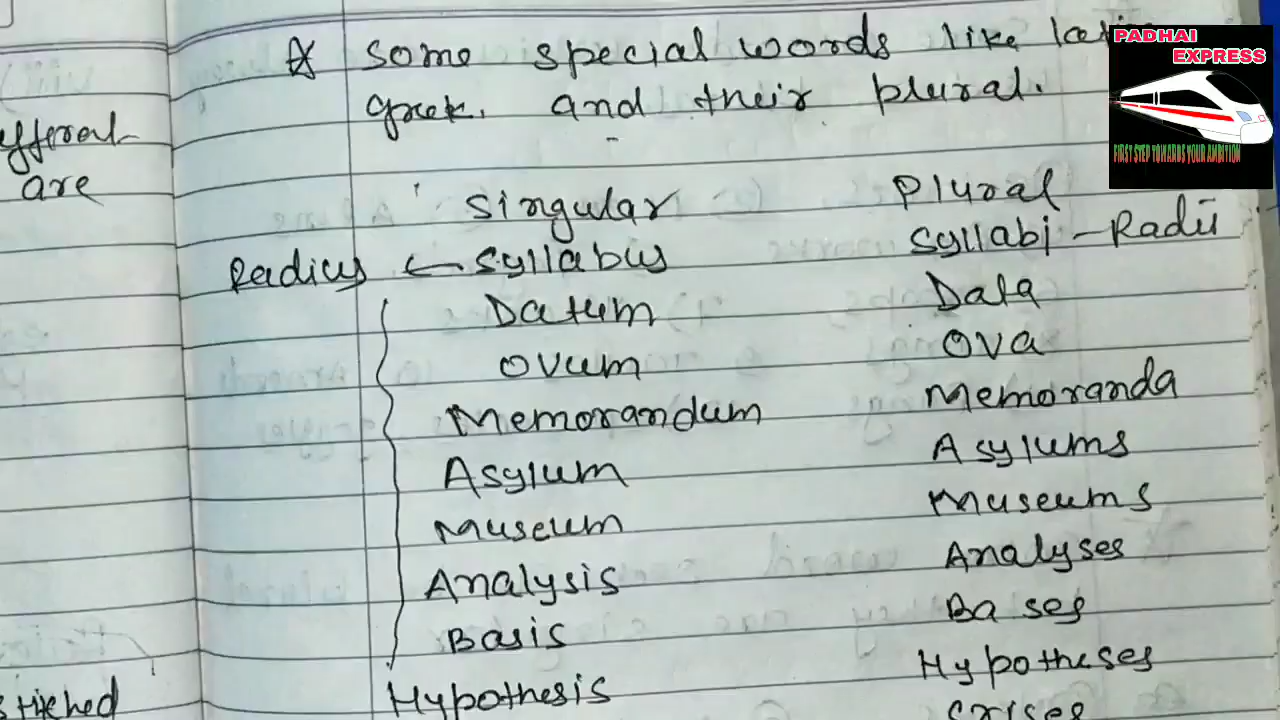 some special words like
greek. and their plural.
PADHAI
EXPRESS
FIRST STEP TOWARDS YOUR AMBITION
are
Singular Plural
Radius ← Syllabus Syllabi - Radii
Datum Data
Ovum Ova
Memorandum Memoranda
Asylum Asylums
Museum Museums
Analysis Analyses
Basis Bases
Hypothesis Hypotheses
stitched
crises